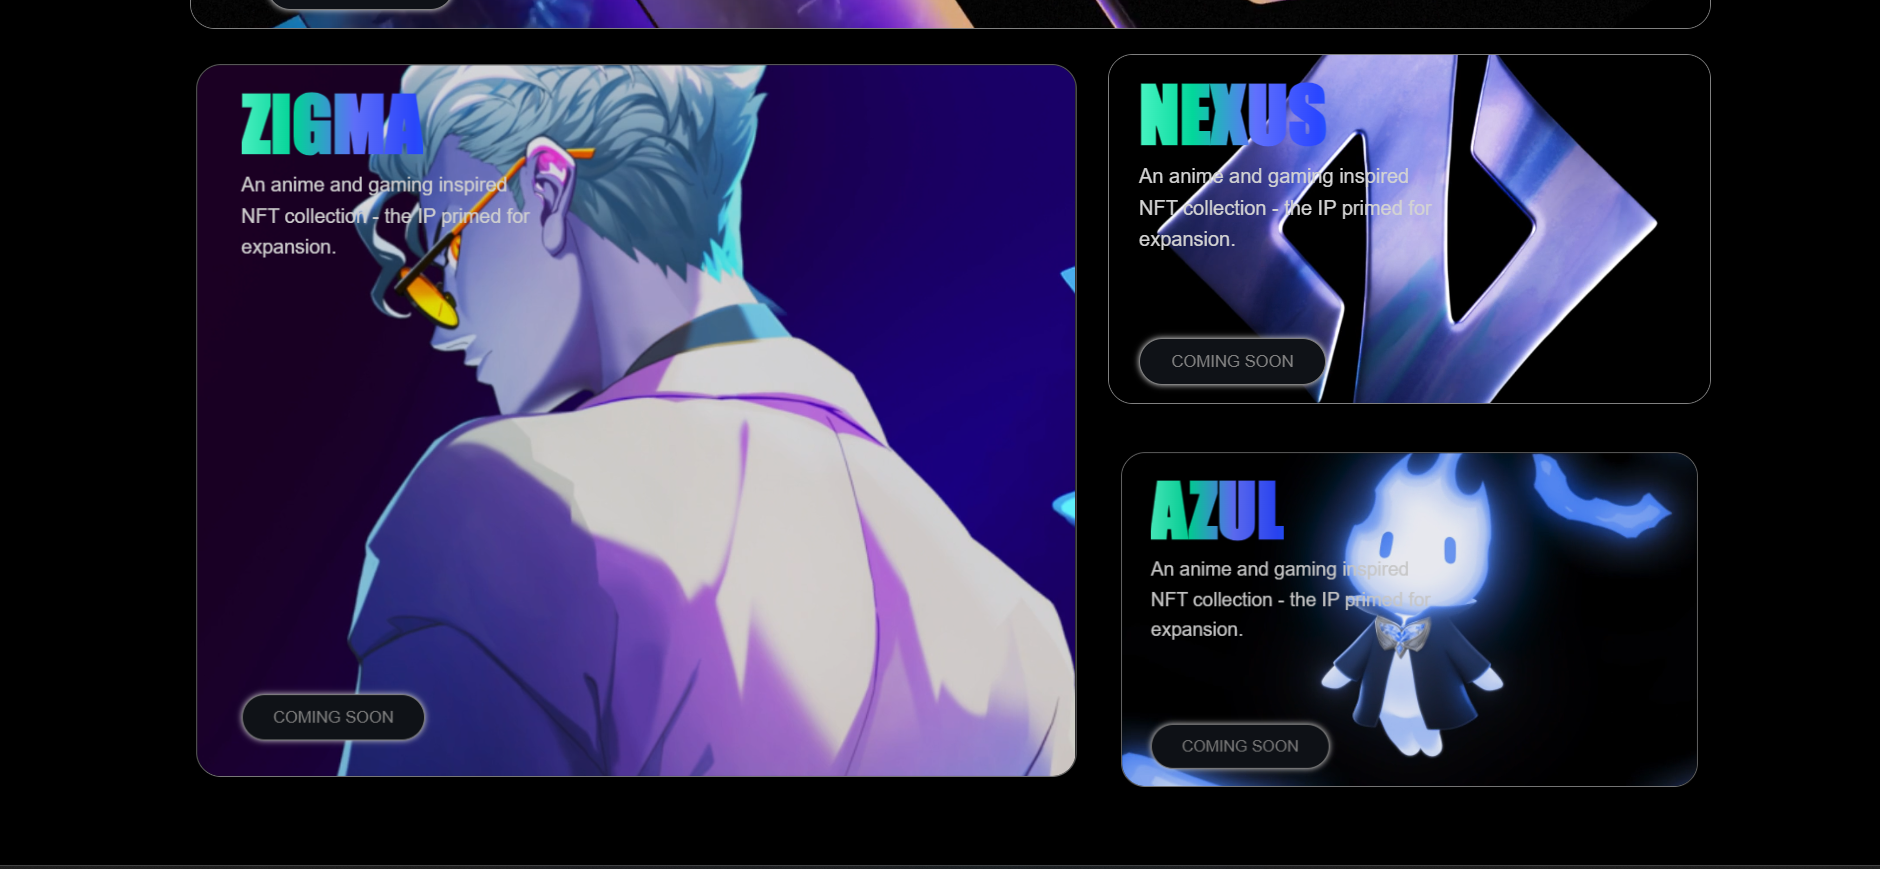 ZIGMA
An anime and gaming inspired
NFT collection - the IP primed for
expansion.
COMING SOON
NEXUS
An anime and gaming inspired
NFT collection - the IP primed for
expansion.
COMING SOON
AZUL
An anime and gaming inspired
NFT collection - the IP primed for
expansion.
COMING SOON